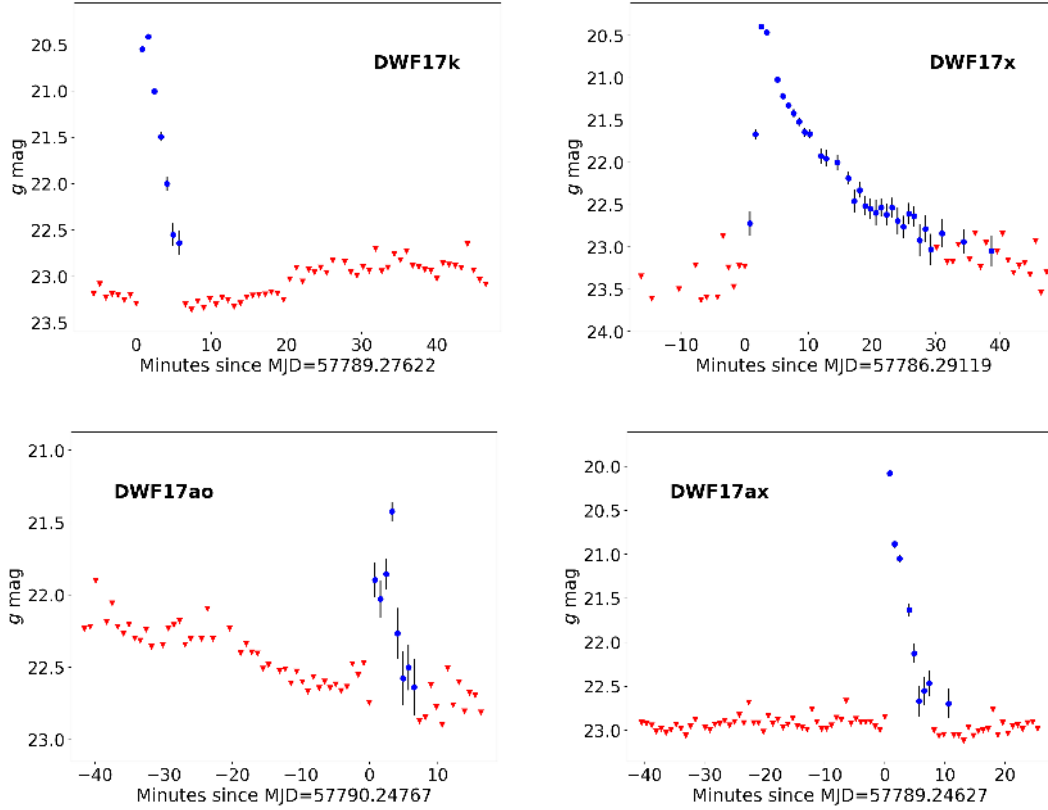 DWF17k
20.5
21.0
21.5
22.0
22.5
23.0
23.5
g mag
0 10 20 30 40
Minutes since MJD=57789.27622
DWF17x
20.5
21.0
21.5
22.0
22.5
23.0
23.5
24.0
g mag
−10 0 10 20 30 40
Minutes since MJD=57786.29119
DWF17ao
21.0
21.5
22.0
22.5
23.0
g mag
−40 −30 −20 −10 0 10
Minutes since MJD=57790.24767
DWF17ax
20.0
20.5
21.0
21.5
22.0
22.5
23.0
g mag
−40 −30 −20 −10 0 10 20
Minutes since MJD=57789.24627